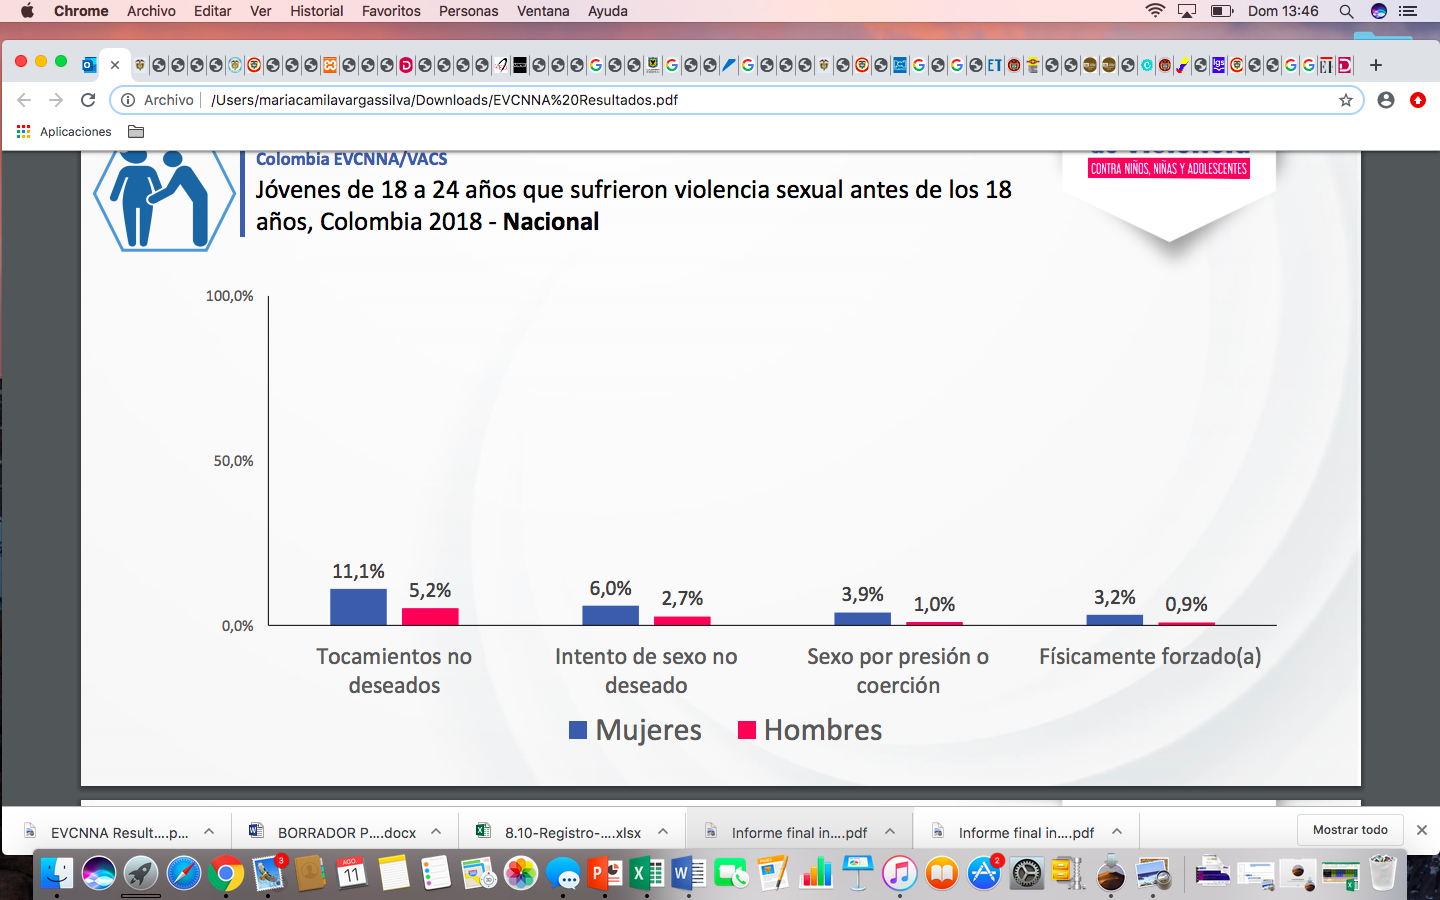 Chrome Archivo Editar Ver Historial Favoritos Personas Ventana Ayuda Dom 13:46
Archivo /Users/mariacamilavargassilva/Downloads/EVCNNA%20Resultados.pdf
Aplicaciones
Colombia EVCNNA/VACS
CONTRA NIÑOS, NIÑAS Y ADOLESCENTES
Jóvenes de 18 a 24 años que sufrieron violencia sexual antes de los 18
años, Colombia 2018 - Nacional
100,0%
50,0%
0,0%
11,1%
5,2%
6,0%
2,7%
3,9%
1,0%
3,2%
0,9%
Tocamientos no
deseados
Intento de sexo no
deseado
Sexo por presión o
coerción
Físicamente forzado(a)
Mujeres Hombres
EVCNNA Result....p... BORRADOR P....docx 8.10-Registro-....xlsx Informe final in....pdf Informe final in....pdf Mostrar todo
3
AGO.
11
30
2